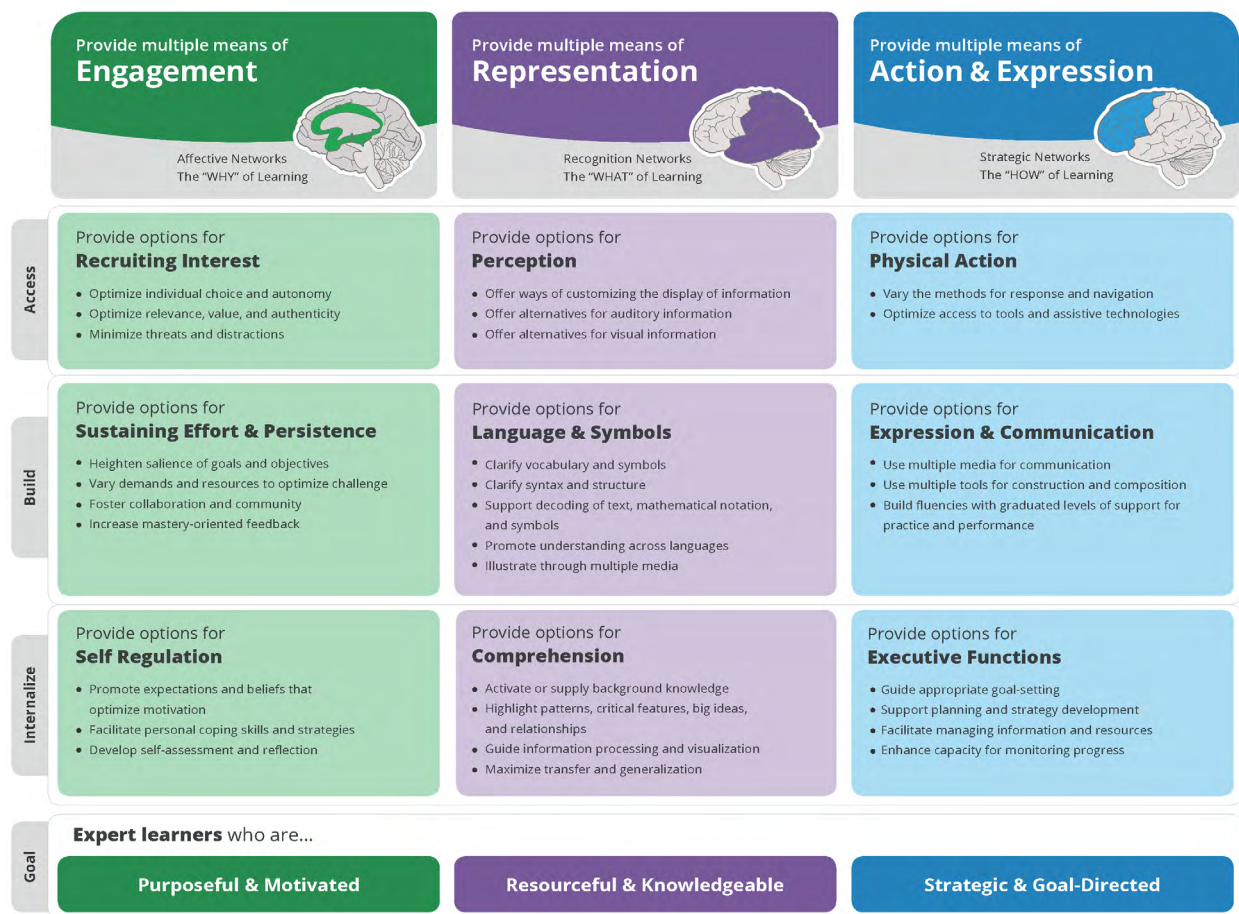 Provide multiple means of
Engagement
Affective Networks
The “WHY” of Learning
Provide multiple means of
Representation
Recognition Networks
The “WHAT” of Learning
Provide multiple means of
Action & Expression
Strategic Networks
The “HOW” of Learning
Access
Provide options for
Recruiting Interest
• Optimize individual choice and autonomy
• Optimize relevance, value, and authenticity
• Minimize threats and distractions
Provide options for
Perception
• Offer ways of customizing the display of information
• Offer alternatives for auditory information
• Offer alternatives for visual information
Provide options for
Physical Action
• Vary the methods for response and navigation
• Optimize access to tools and assistive technologies
Build
Provide options for
Sustaining Effort & Persistence
• Heighten salience of goals and objectives
• Vary demands and resources to optimize challenge
• Foster collaboration and community
• Increase mastery-oriented feedback
Provide options for
Language & Symbols
• Clarify vocabulary and symbols
• Clarify syntax and structure
• Support decoding of text, mathematical notation,
and symbols
• Promote understanding across languages
• Illustrate through multiple media
Provide options for
Expression & Communication
• Use multiple media for communication
• Use multiple tools for construction and composition
• Build fluencies with graduated levels of support for
practice and performance
Internalize
Provide options for
Self Regulation
• Promote expectations and beliefs that
optimize motivation
• Facilitate personal coping skills and strategies
• Develop self-assessment and reflection
Provide options for
Comprehension
• Activate or supply background knowledge
• Highlight patterns, critical features, big ideas,
and relationships
• Guide information processing and visualization
• Maximize transfer and generalization
Provide options for
Executive Functions
• Guide appropriate goal-setting
• Support planning and strategy development
• Facilitate managing information and resources
• Enhance capacity for monitoring progress
Goal
Expert learners who are...
Purposeful & Motivated
Resourceful & Knowledgeable
Strategic & Goal-Directed